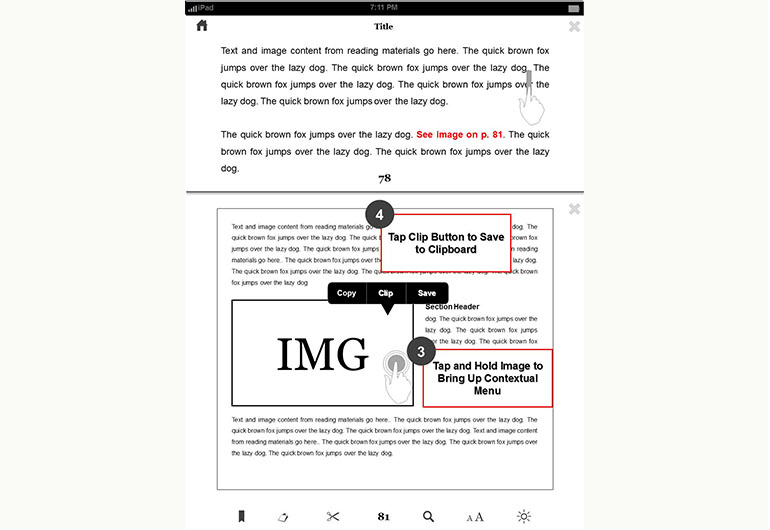 iPad
7:11 PM
Title
Text and image content from reading materials go here. The quick brown fox
jumps over the lazy dog. The quick brown fox jumps over the lazy dog. The
quick brown fox jumps over the lazy dog. The quick brown fox jumps over the
lazy dog. The quick brown fox jumps over the lazy dog.
The quick brown fox jumps over the lazy dog. See image on p. 81. The quick
brown fox jumps over the lazy dog. The quick brown fox jumps over the lazy
dog.
78
4
Tap Clip Button to Save
to Clipboard
Text and image content from reading materials go dog. The
quick brown fox jumps over the lazy dog. The quick b brown fox
jumps over the lazy dog. The quick brown fox jumps n reading
materials go here.. The quick brown fox jumps over the
The quick brown fox jumps over the lazy dog. The qu ck brown
fox jumps over the lazy dog
Copy
Clip
Save
IMG
Section Header
dog. The quick brown fox jumps over the
lazy dog. The quick brown fox jumps
over the lazy dog. The quick brown fox
3
Tap and Hold Image to
Bring Up Contextual
Menu
Text and image content from reading materials go here.. The quick brown fox jumps over the lazy dog. The
quick brown fox jumps over the lazy dog. The quick brown fox jumps over the lazy dog. Text and image content
from reading materials go here.. The quick brown fox jumps over the lazy dog. The quick brown fox jumps over
the lazy dog. The quick brown fox jumps over the lazy dog.
81
A A